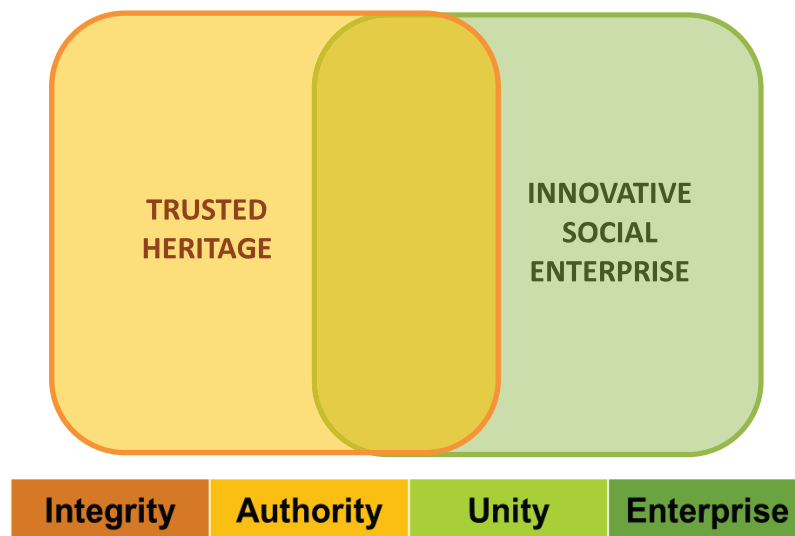 TRUSTED
HERITAGE
INNOVATIVE
SOCIAL
ENTERPRISE
Integrity Authority Unity Enterprise